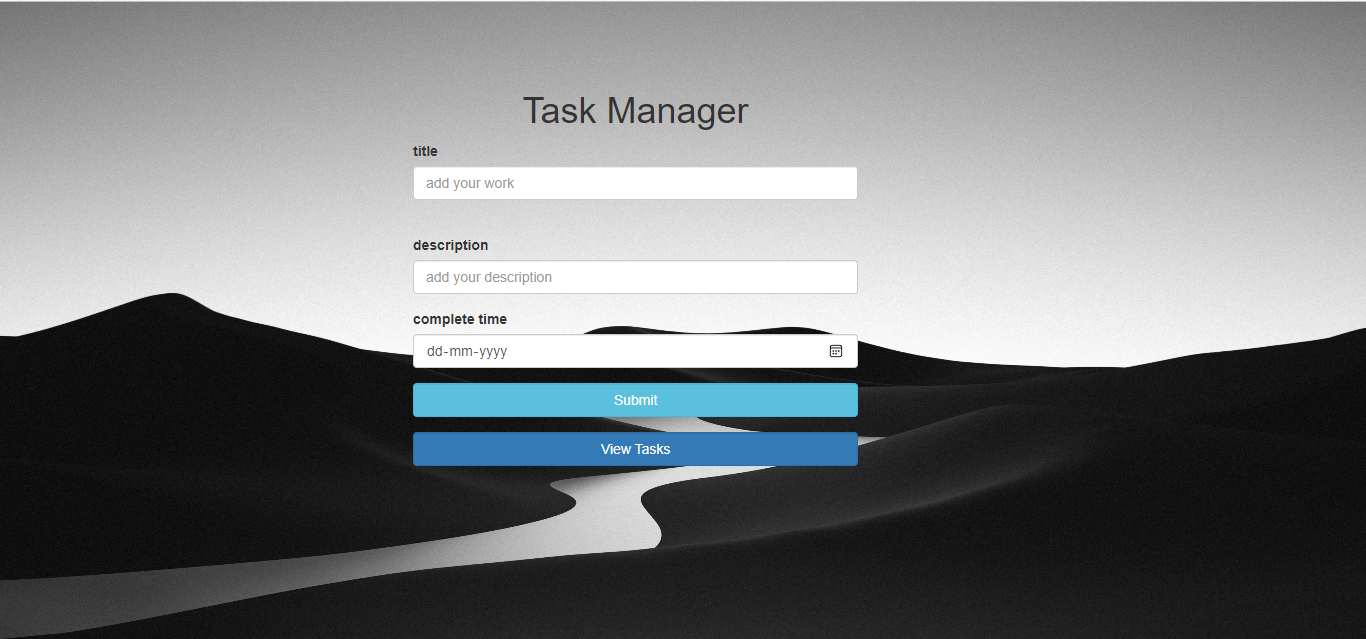 Task Manager
title
add your work
description
add your description
complete time
dd-mm-yyyy
Submit
View Tasks